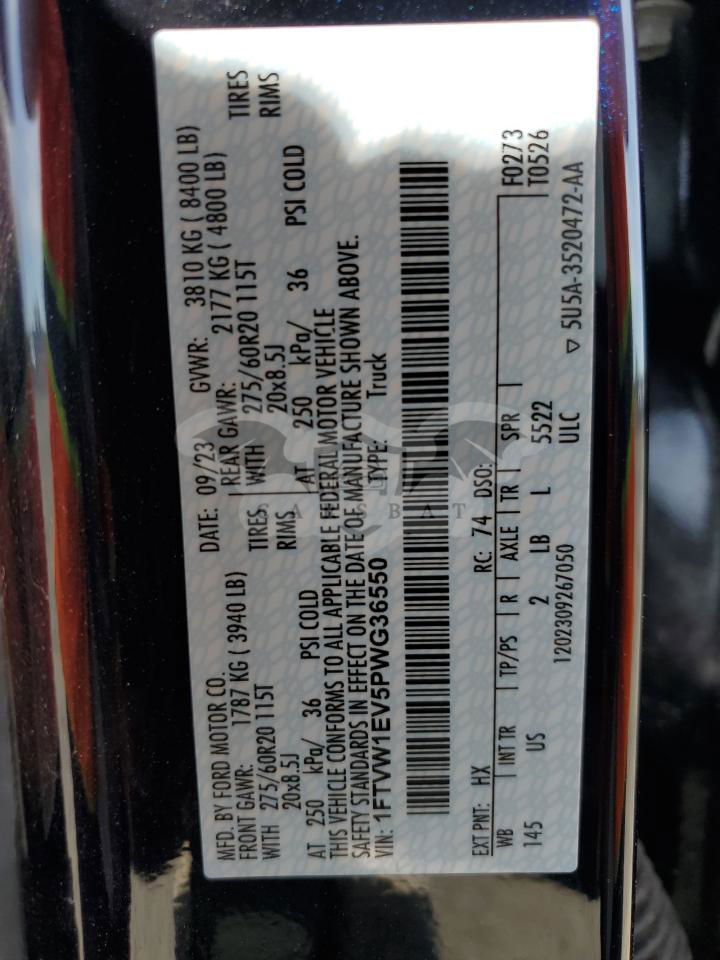 MFD. BY FORD MOTOR CO.
DATE: 09/23 GVWR: 3810 KG ( 8400 LB)
FRONT GAWR: 1787 KG ( 3940 LB) REAR GAWR: 2177 KG ( 4800 LB)
WITH 275/60R20 115T TIRES, WITH 275/60R20 115T TIRES
20x8.5J RIMS 20x8.5J RIMS
AT 250 kPa/ 36 PSI COLD AT 250 kPa/ 36 PSI COLD
THIS VEHICLE CONFORMS TO ALL APPLICABLE FEDERAL MOTOR VEHICLE
SAFETY STANDARDS IN EFFECT ON THE DATE OF MANUFACTURE SHOWN ABOVE.
VIN: 1FTVW1EV5PWG36550 TYPE: Truck
EXT PNT: HX RC: 74 DSO: F0273
WB INT TR TP/PS R AXLE TR SPR T0526
145 US 2 LB L 5522
1202309267050 ULC ▽ 5U5A-3520472-AA